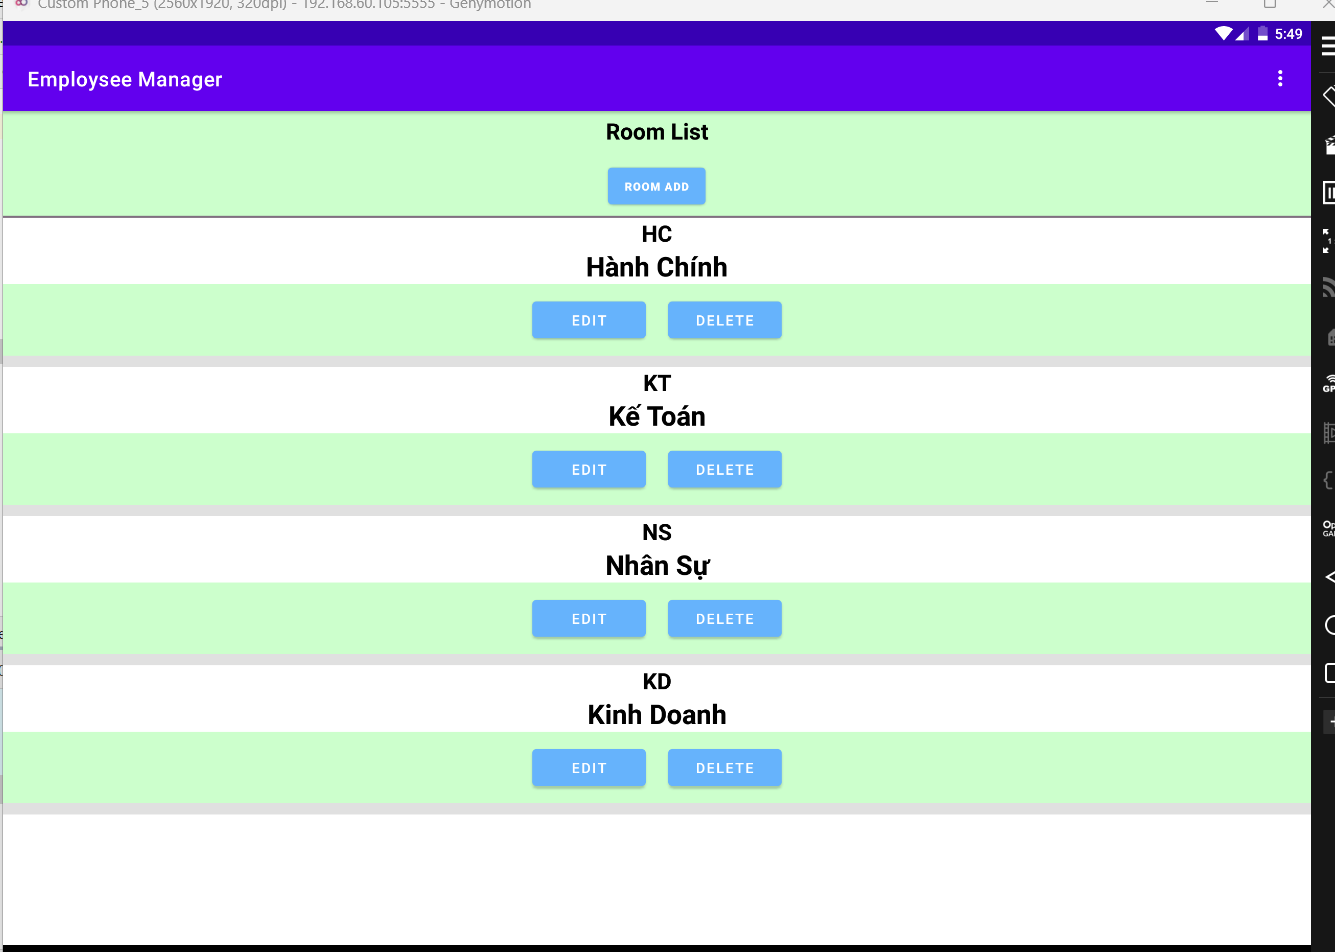 Custom Phone_5 (2560x1920, 320dpi) - 192.168.60.105:5555 - Genymotion
5:49
Employsee Manager
Room List
ROOM ADD
HC
Hành Chính
EDIT DELETE
KT
Kế Toán
EDIT DELETE
NS
Nhân Sự
EDIT DELETE
KD
Kinh Doanh
EDIT DELETE